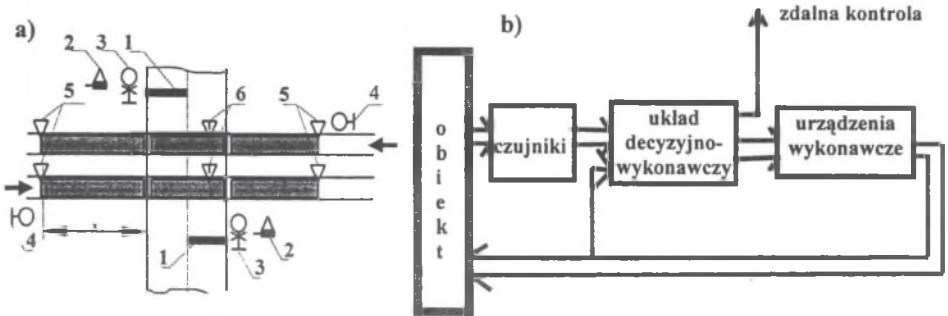 a)
2 3 1
5 6 5 4
4 x
1 3 2
b)
zdalna kontrola
obiekt
czujniki
układ
decyzyjno-
wykonawczy
urządzenia
wykonawcze